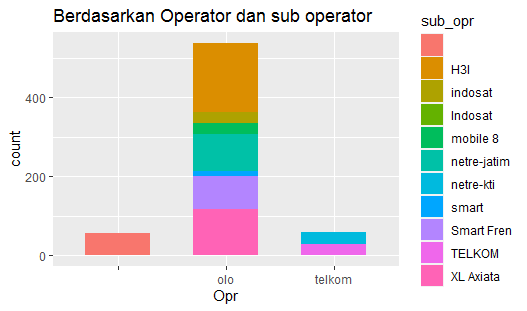 Berdasarkan Operator dan sub operator
count
400
200
0
olo
telkom
Opr
sub_opr
H3I
indosat
Indosat
mobile 8
netre-jatim
netre-kti
smart
Smart Fren
TELKOM
XL Axiata